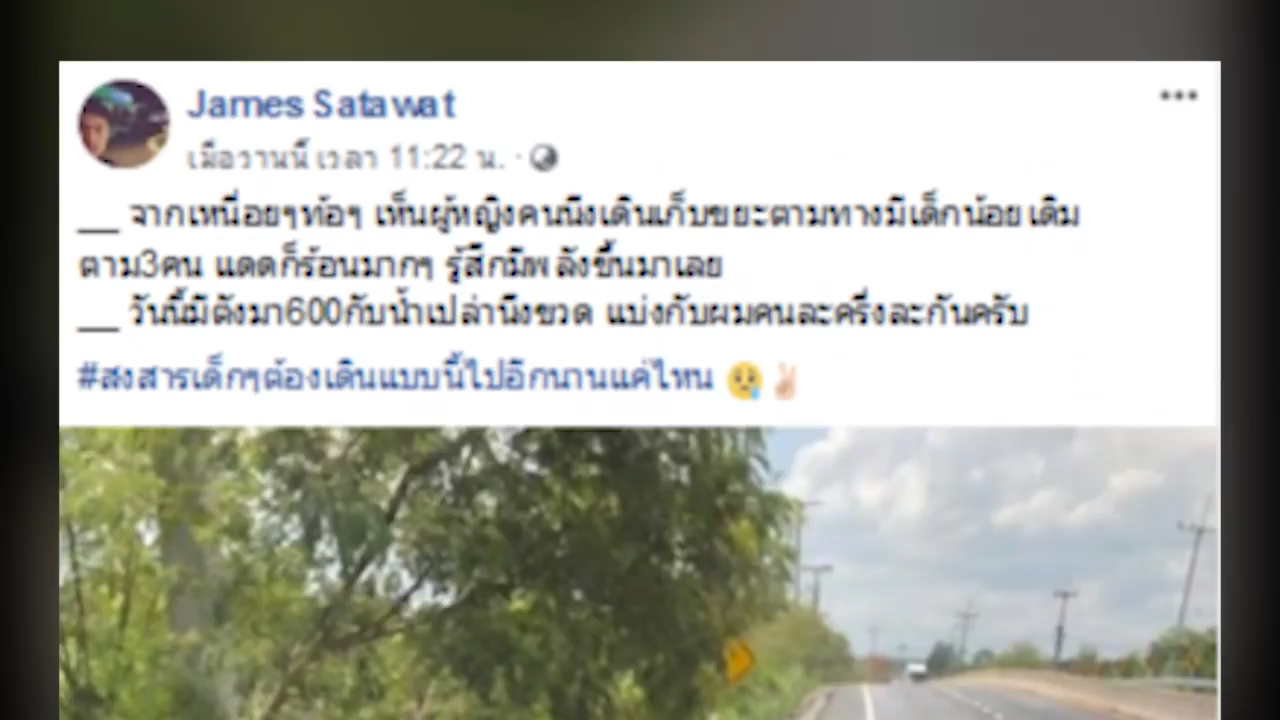 James Satawat
เมื่อวานนี้ เวลา 11:22 น. ·
__ จากเหนื่อยๆท้อๆ เห็นผู้หญิงคนนึงเดินเก็บขยะตามทางมีเด็กน้อยเดิม
ตาม3คน แดดก็ร้อนมากๆ รู้สึกมีพลังขึ้นมาเลย
__ วันนี้มีตังมา600กับน้ำเปล่านึงขวด แบ่งกับผมคนละครึ่งละกันครับ
#สงสารเด็กๆต้องเดินแบบนี้ไปอีกนานแค่ไหน